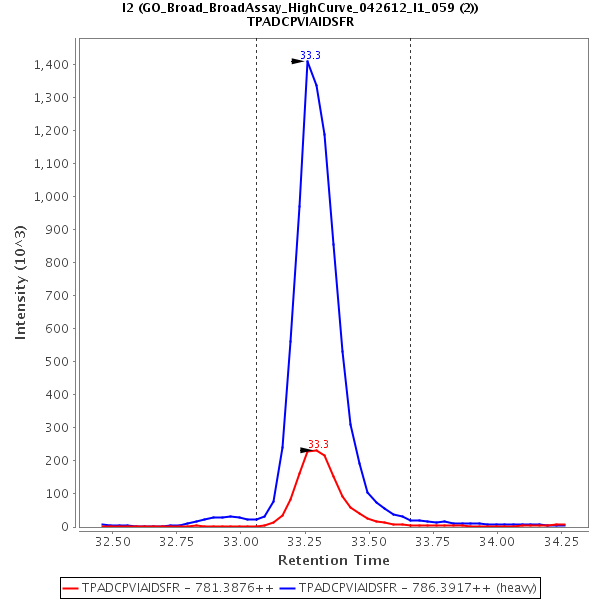 I2 (GO_Broad_BroadAssay_HighCurve_042612_I1_059 (2))
TPADCPVIAIDSFR
33.3
33.3
1,400
1,300
1,200
1,100
1,000
900
800
700
600
500
400
300
200
100
0
Intensity (10^3)
32.50 32.75 33.00 33.25 33.50 33.75 34.00 34.25
Retention Time
TPADCPVIAIDSFR - 781.3876++ TPADCPVIAIDSFR - 786.3917++ (heavy)